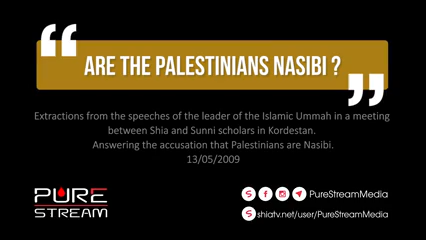 ARE THE PALESTINIANS NASIBI ?
Extractions from the speeches of the leader of the Islamic Ummah in a meeting
between Shia and Sunni scholars in Kordestan.
Answering the accusation that Palestinians are Nasibi.
13/05/2009
PURE
STREAM
PureStreamMedia
shiatv.net/user/PureStreamMedia